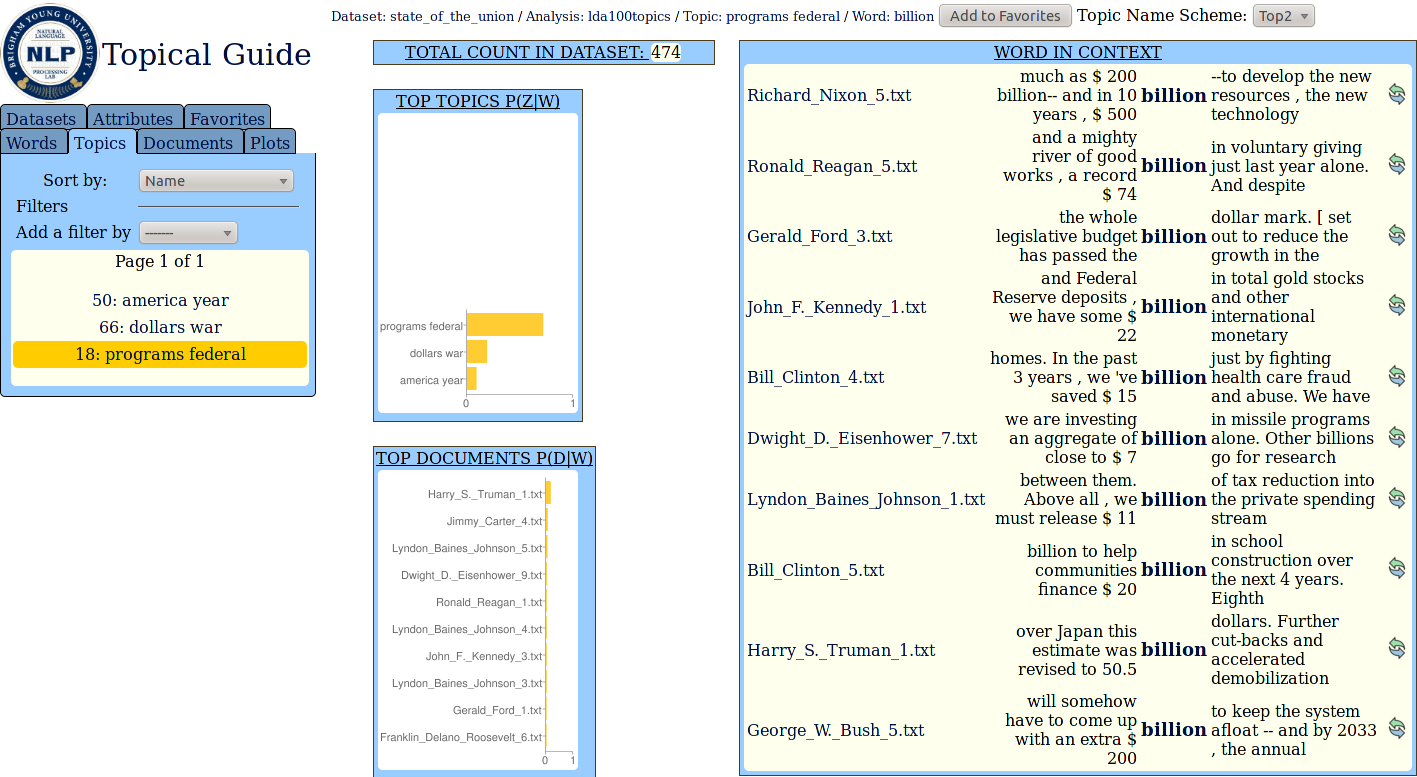 Dataset: state_of_the_union / Analysis: lda100topics / Topic: programs federal / Word: billion Add to Favorites Topic Name Scheme: Top2
BRIGHAM YOUNG UNIVERSITY
NATURAL
LANGUAGE
NLP
PROCESSING
LAB
Topical Guide
Datasets Attributes Favorites
Words Topics Documents Plots
Sort by: Name
Filters
Add a filter by -------
Page 1 of 1
50: america year
66: dollars war
18: programs federal
TOTAL COUNT IN DATASET: 474
TOP TOPICS P(Z|W)
programs federal
dollars war
america year
0 1
TOP DOCUMENTS P(D|W)
Harry_S._Truman_1.txt
Jimmy_Carter_4.txt
Lyndon_Baines_Johnson_5.txt
Dwight_D._Eisenhower_9.txt
Ronald_Reagan_1.txt
Lyndon_Baines_Johnson_4.txt
John_F._Kennedy_3.txt
Lyndon_Baines_Johnson_3.txt
Gerald_Ford_1.txt
Franklin_Delano_Roosevelt_6.txt
0 1
WORD IN CONTEXT
Richard_Nixon_5.txt
much as $ 200
billion-- and in 10
years , $ 500
billion
--to develop the new
resources , the new
technology
Ronald_Reagan_5.txt
and a mighty
river of good
works , a record
$ 74
billion
in voluntary giving
just last year alone.
And despite
Gerald_Ford_3.txt
the whole
legislative budget
has passed the
billion
dollar mark. [ set
out to reduce the
growth in the
John_F._Kennedy_1.txt
and Federal
Reserve deposits ,
we have some $
22
billion
in total gold stocks
and other
international
monetary
Bill_Clinton_4.txt
homes. In the past
3 years , we 've
saved $ 15
billion
just by fighting
health care fraud
and abuse. We have
Dwight_D._Eisenhower_7.txt
we are investing
an aggregate of
close to $ 7
billion
in missile programs
alone. Other billions
go for research
Lyndon_Baines_Johnson_1.txt
between them.
Above all , we
must release $ 11
billion
of tax reduction into
the private spending
stream
Bill_Clinton_5.txt
billion to help
communities
finance $ 20
billion
in school
construction over
the next 4 years.
Eighth
Harry_S._Truman_1.txt
over Japan this
estimate was
revised to 50.5
billion
dollars. Further
cut-backs and
accelerated
demobilization
George_W._Bush_5.txt
will somehow
have to come up
with an extra $
200
billion
to keep the system
afloat -- and by 2033
, the annual